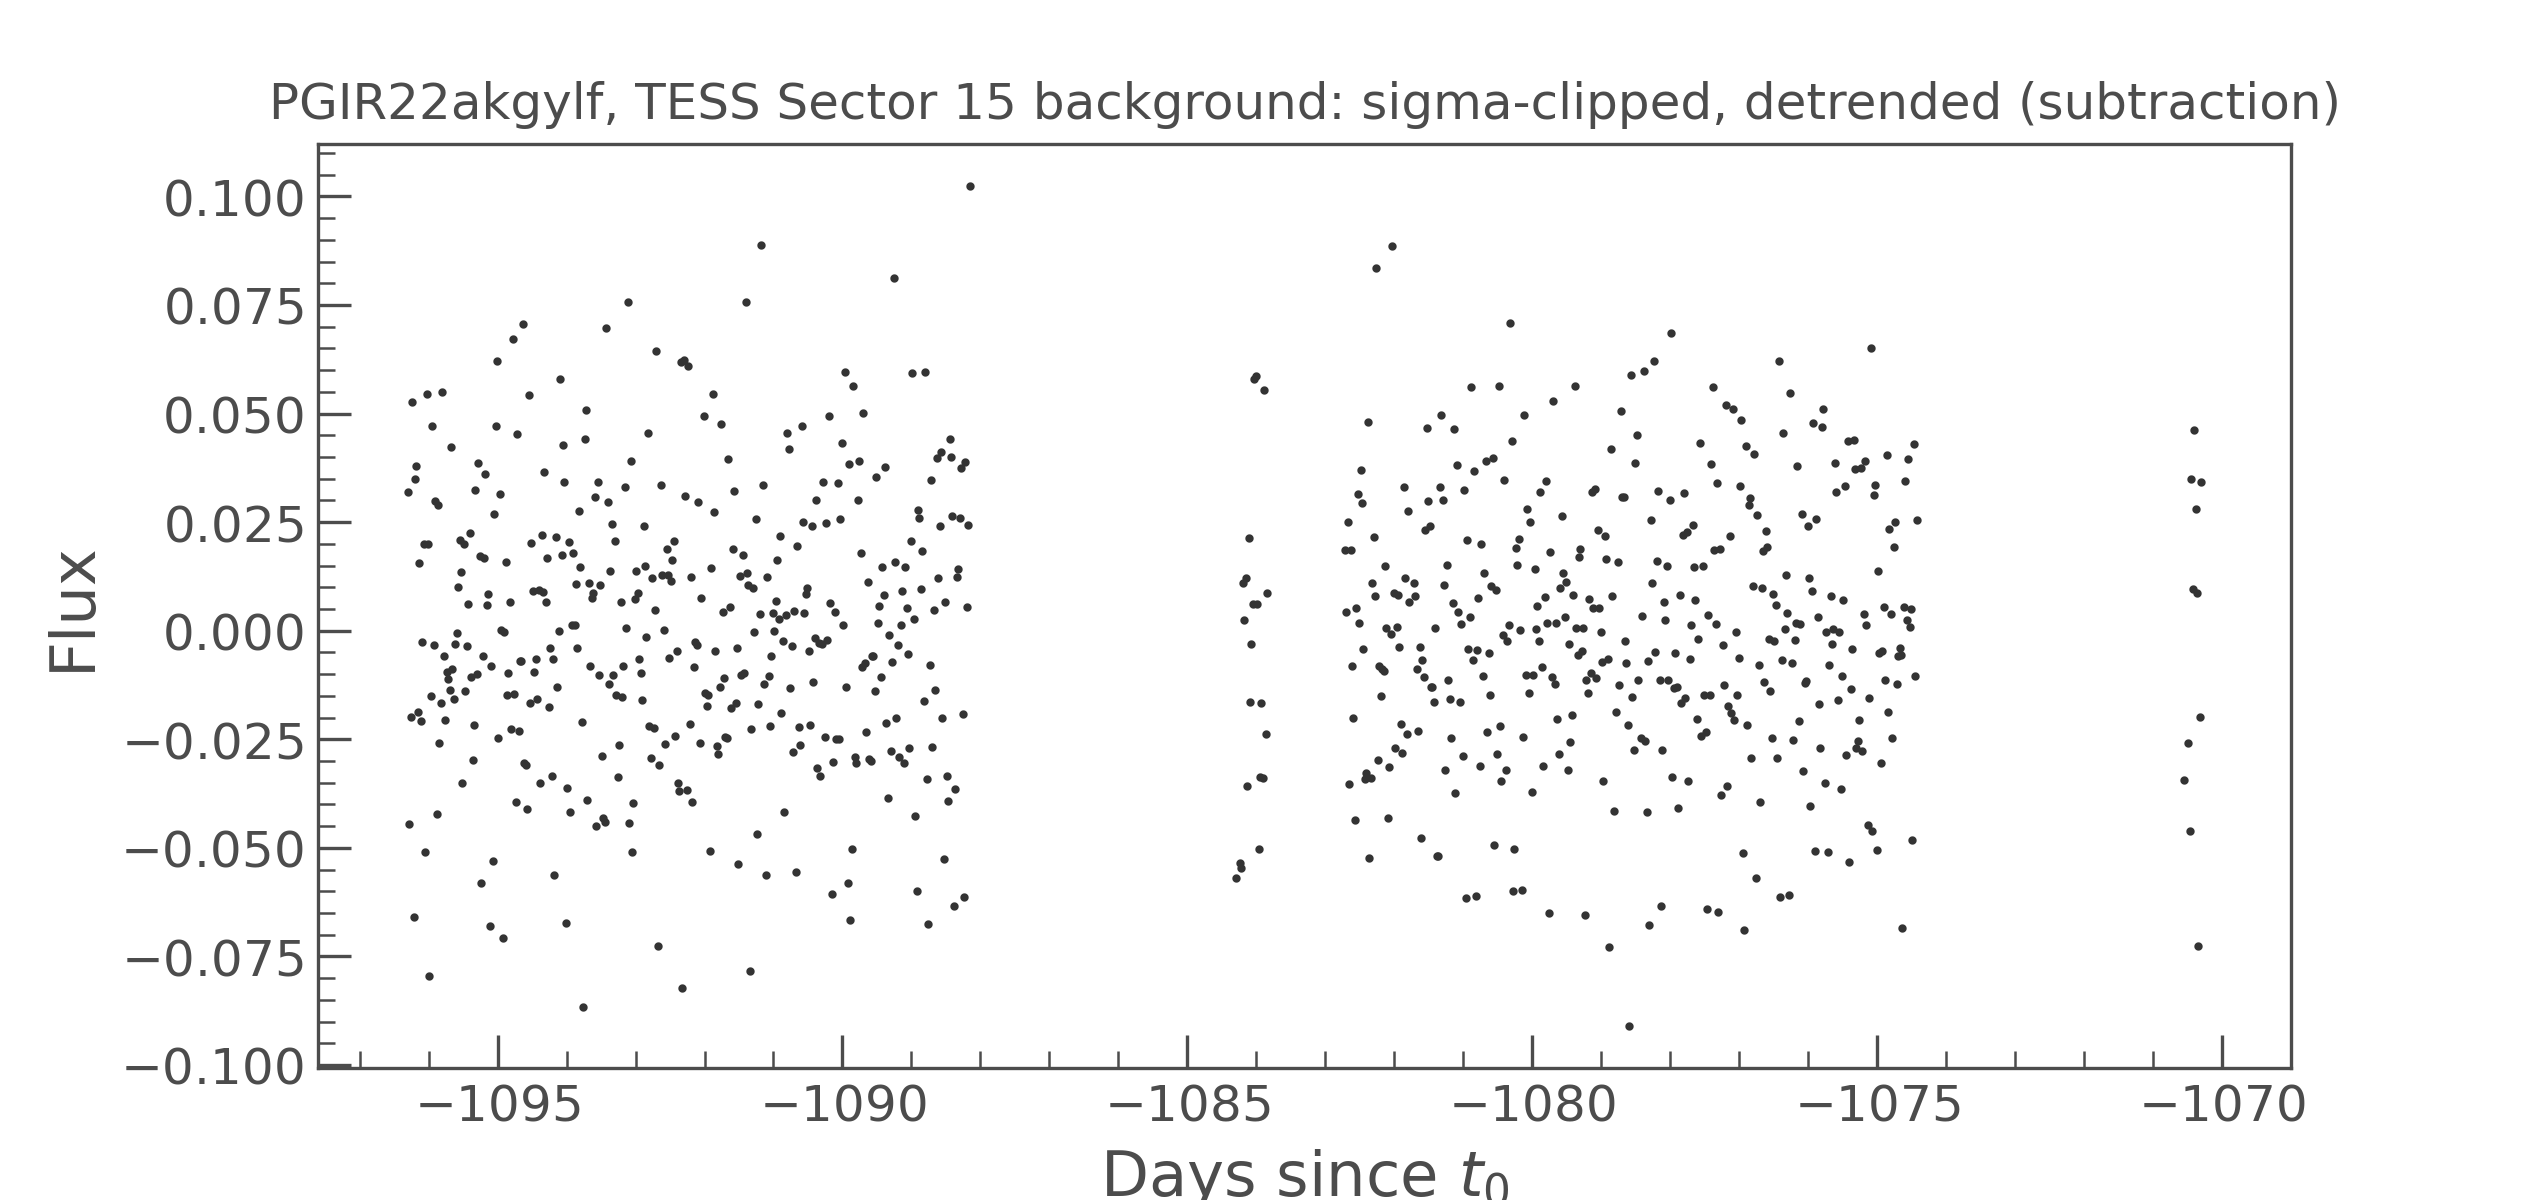 PGIR22akgylf, TESS Sector 15 background: sigma-clipped, detrended (subtraction)
Flux
0.100
0.075
0.050
0.025
0.000
−0.025
−0.050
−0.075
−0.100
−1095 −1090 −1085 −1080 −1075 −1070
Days since t₀